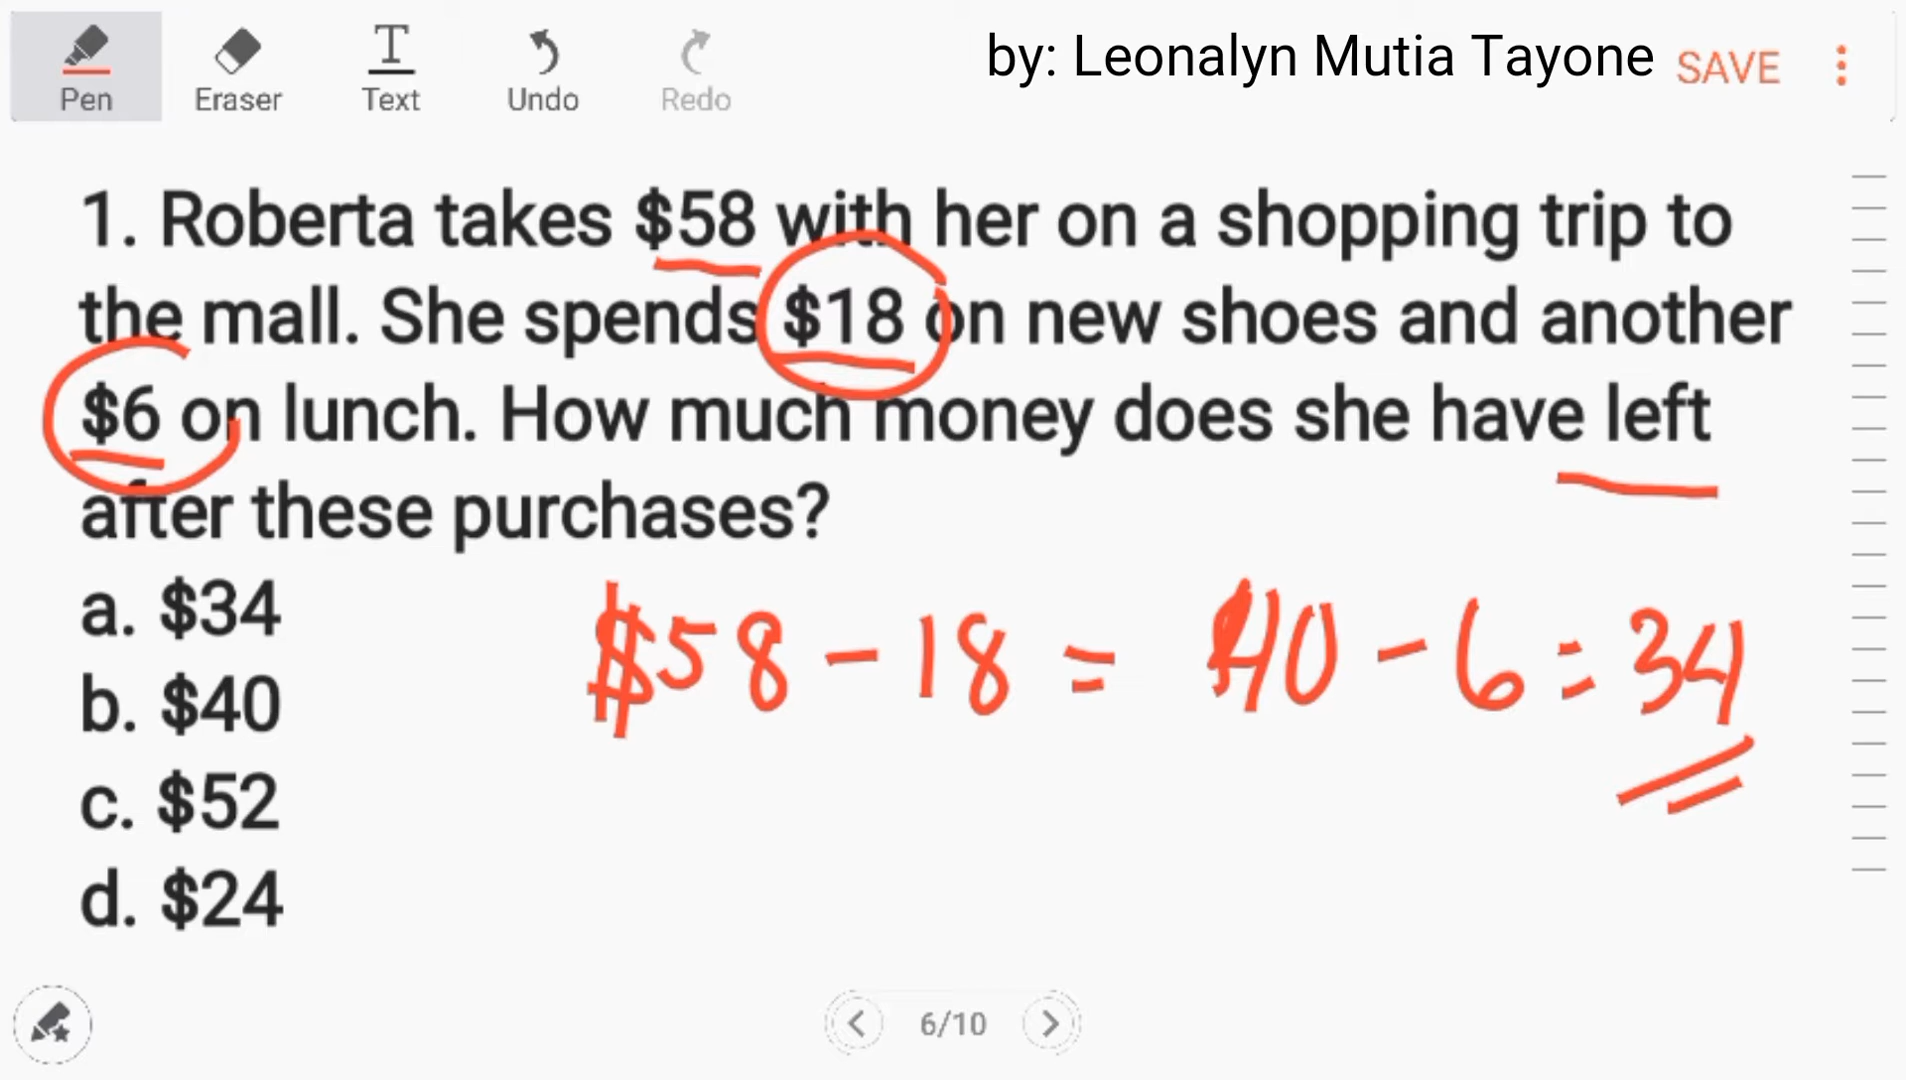 Pen Eraser Text Undo Redo by: Leonalyn Mutia Tayone SAVE
1. Roberta takes $58 with her on a shopping trip to
the mall. She spends $18 on new shoes and another
$6 on lunch. How much money does she have left
after these purchases?
a. $34
$58 - 18 = 40 - 6 = 34
b. $40
c. $52
d. $24
6/10